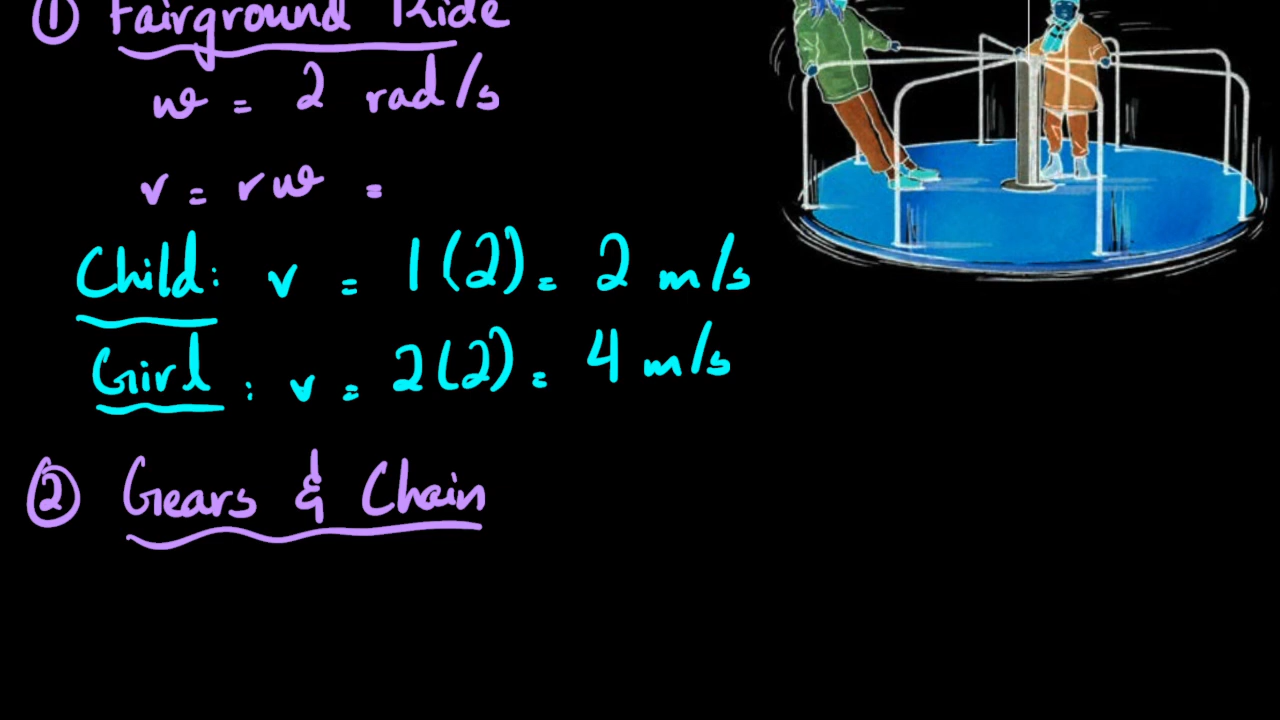 ① Fairground Ride
ω = 2 rad/s
v = rω =
Child: v = 1(2) = 2 m/s
Girl : v = 2(2) = 4 m/s
② Gears & Chain